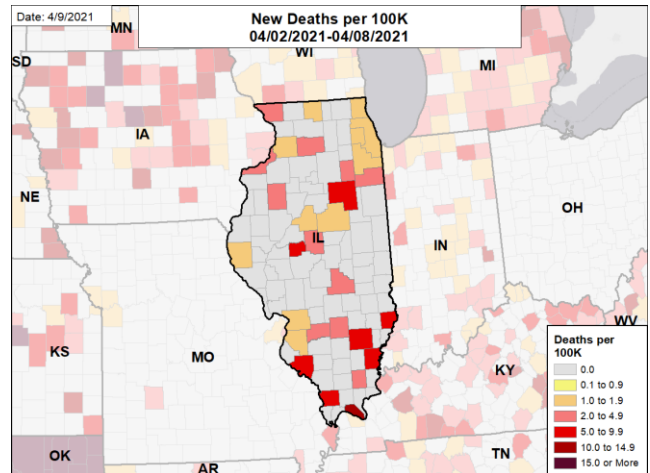 Date: 4/9/2021
New Deaths per 100K
04/02/2021-04/08/2021
MN
SD
WI
MI
IA
NE
IL
IN
OH
KS
MO
WV
KY
OK
AR
TN
Deaths per
100K
0.0
0.1 to 0.9
1.0 to 1.9
2.0 to 4.9
5.0 to 9.9
10.0 to 14.9
15.0 or More